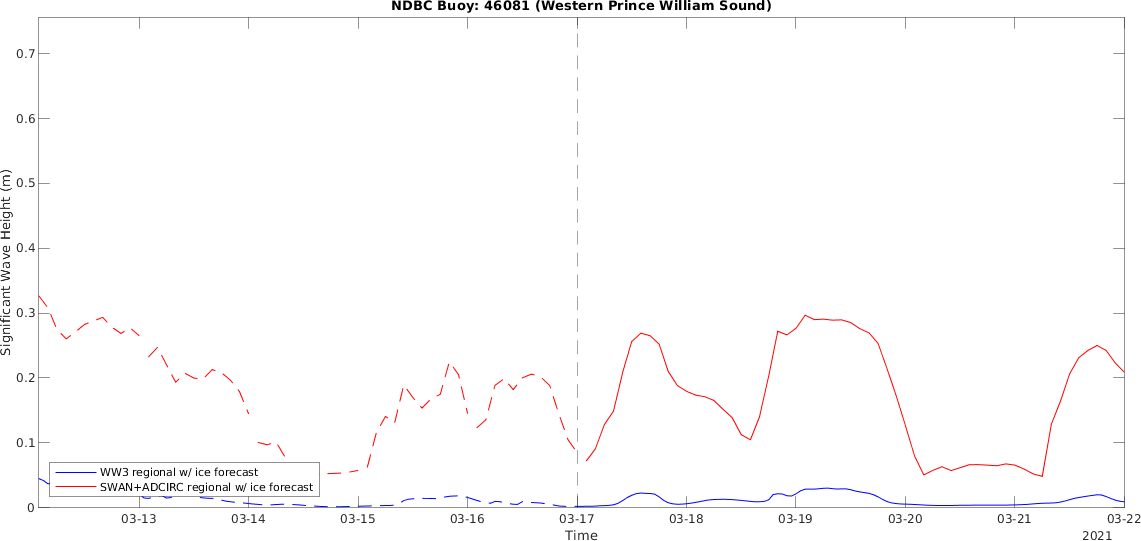 NDBC Buoy: 46081 (Western Prince William Sound)
0.7
0.6
0.5
0.4
0.3
0.2
0.1
0
Significant Wave Height (m)
WW3 regional w/ ice forecast
SWAN+ADCIRC regional w/ ice forecast
03-13 03-14 03-15 03-16 03-17 03-18 03-19 03-20 03-21 03-22
Time
2021